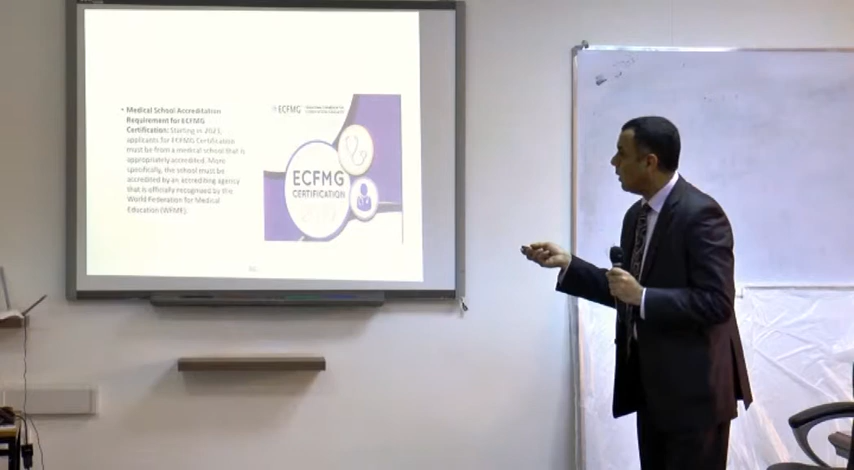 • Medical School Accreditation
Requirement for ECFMG
Certification: Starting in 2023,
applicants for ECFMG Certification
must be from a medical school that is
appropriately accredited. More
specifically, the school must be
accredited by an accrediting agency
that is officially recognized by the
World Federation for Medical
Education (WFME).
ECFMG
ECFMG
CERTIFICATION